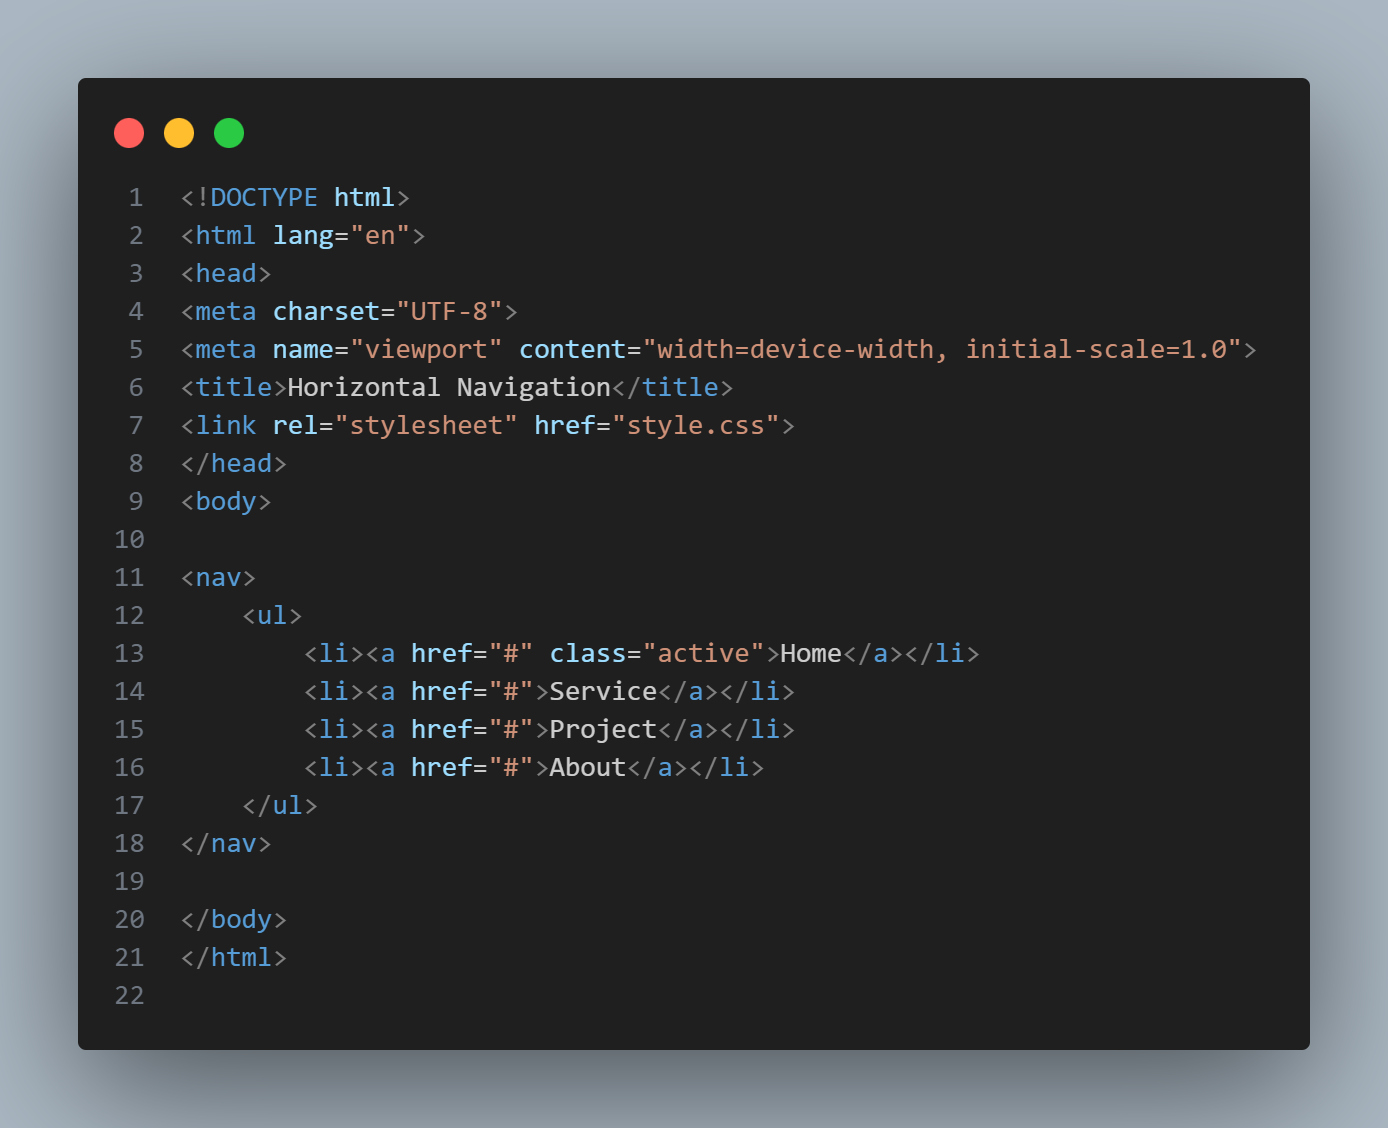 1 <!DOCTYPE html>
2 <html lang="en">
3 <head>
4 <meta charset="UTF-8">
5 <meta name="viewport" content="width=device-width, initial-scale=1.0">
6 <title>Horizontal Navigation</title>
7 <link rel="stylesheet" href="style.css">
8 </head>
9 <body>
10
11 <nav>
12     <ul>
13         <li><a href="#" class="active">Home</a></li>
14         <li><a href="#">Service</a></li>
15         <li><a href="#">Project</a></li>
16         <li><a href="#">About</a></li>
17     </ul>
18 </nav>
19
20 </body>
21 </html>
22